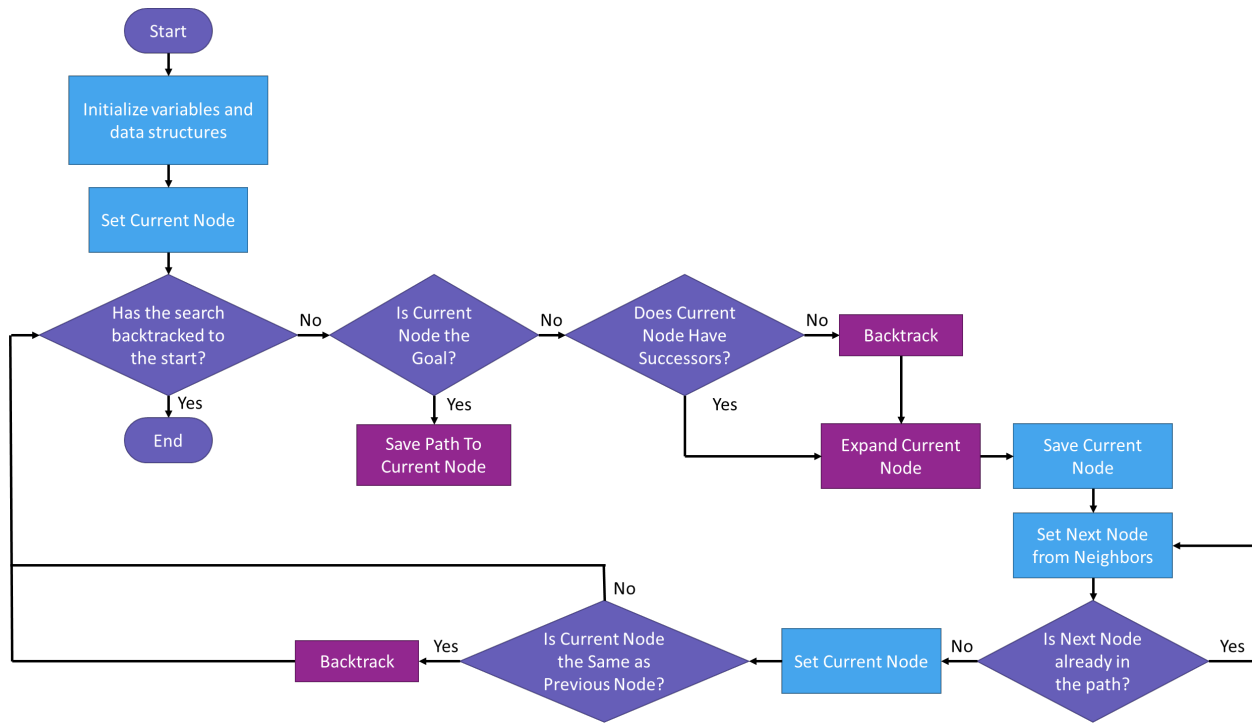 Start
Initialize variables and
data structures
Set Current Node
Has the search
backtracked to
the start?
No
Yes
End
Is Current
Node the
Goal?
No
Yes
Save Path To
Current Node
Does Current
Node Have
Successors?
No
Yes
Backtrack
Expand Current
Node
Save Current
Node
Set Next Node
from Neighbors
Is Next Node
already in
the path?
Yes
No
Set Current Node
Is Current Node
the Same as
Previous Node?
No
Yes
Backtrack